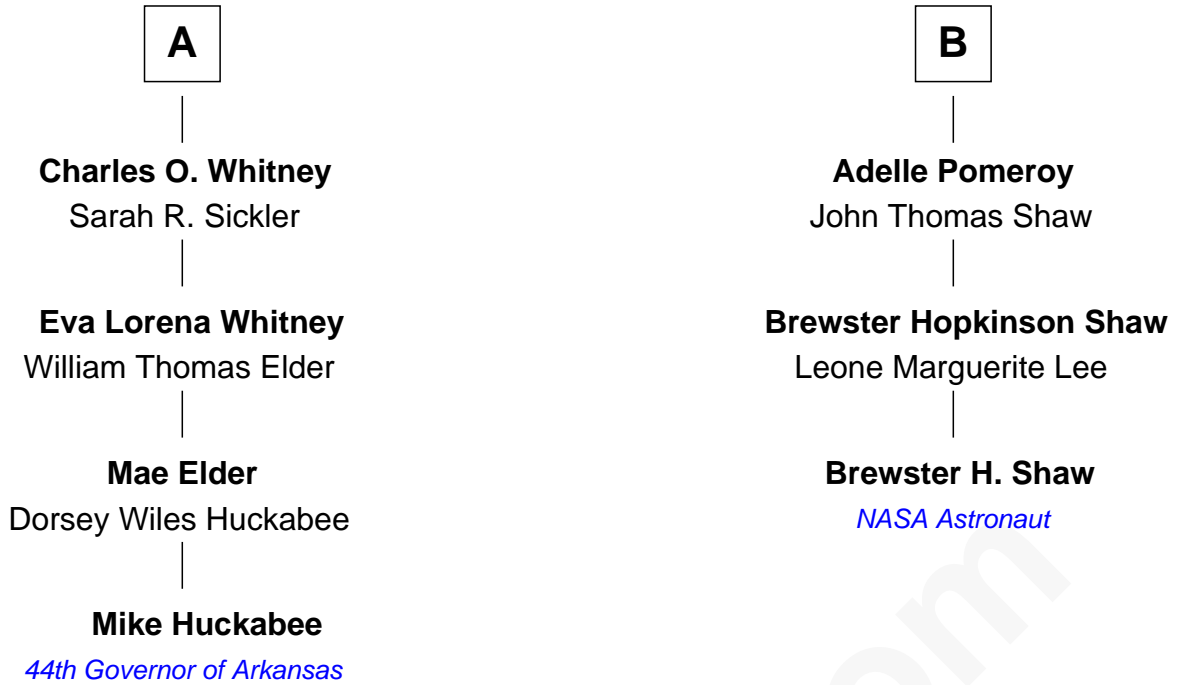 A
Charles O. Whitney
Sarah R. Sickler
Eva Lorena Whitney
William Thomas Elder
Mae Elder
Dorsey Wiles Huckabee
Mike Huckabee
44th Governor of Arkansas
B
Adelle Pomeroy
John Thomas Shaw
Brewster Hopkinson Shaw
Leone Marguerite Lee
Brewster H. Shaw
NASA Astronaut
om